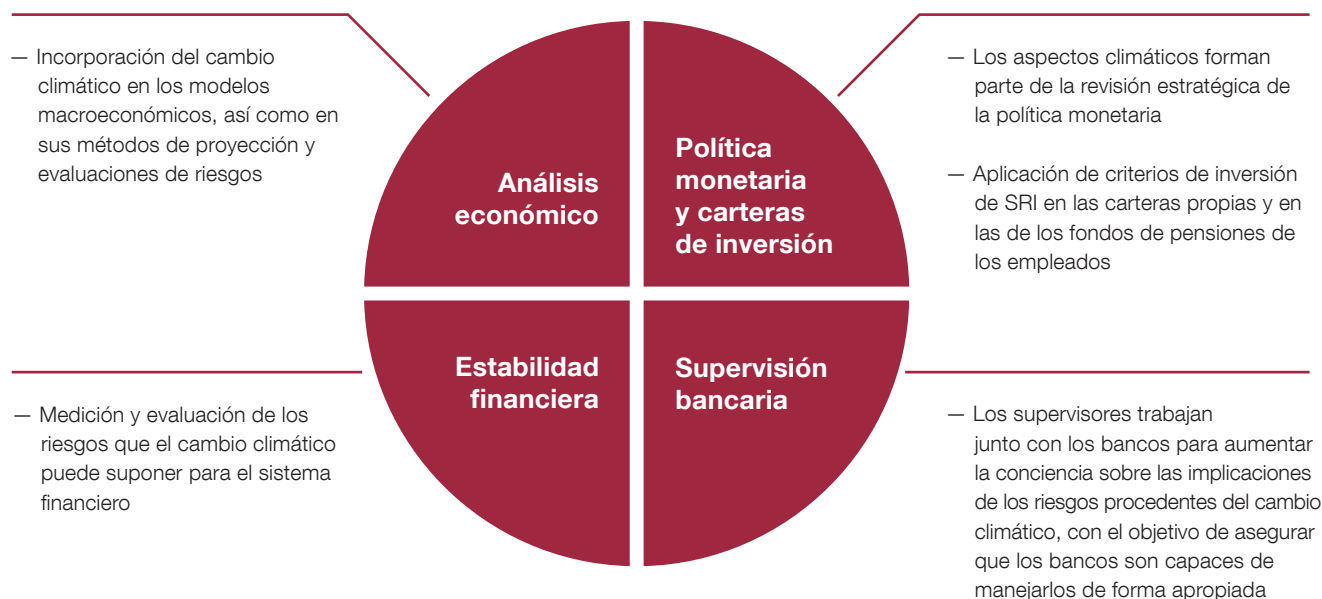 — Incorporación del cambio
climático en los modelos
macroeconómicos, así como en
sus métodos de proyección y
evaluaciones de riesgos
Análisis
económico
Política
monetaria
y carteras
de inversión
— Los aspectos climáticos forman
parte de la revisión estratégica de
la política monetaria
— Aplicación de criterios de inversión
de SRI en las carteras propias y en
las de los fondos de pensiones de
los empleados
— Medición y evaluación de los
riesgos que el cambio climático
puede suponer para el sistema
financiero
Estabilidad
financiera
Supervisión
bancaria
— Los supervisores trabajan
junto con los bancos para aumentar
la conciencia sobre las implicaciones
de los riesgos procedentes del cambio
climático, con el objetivo de asegurar
que los bancos son capaces de
manejarlos de forma apropiada